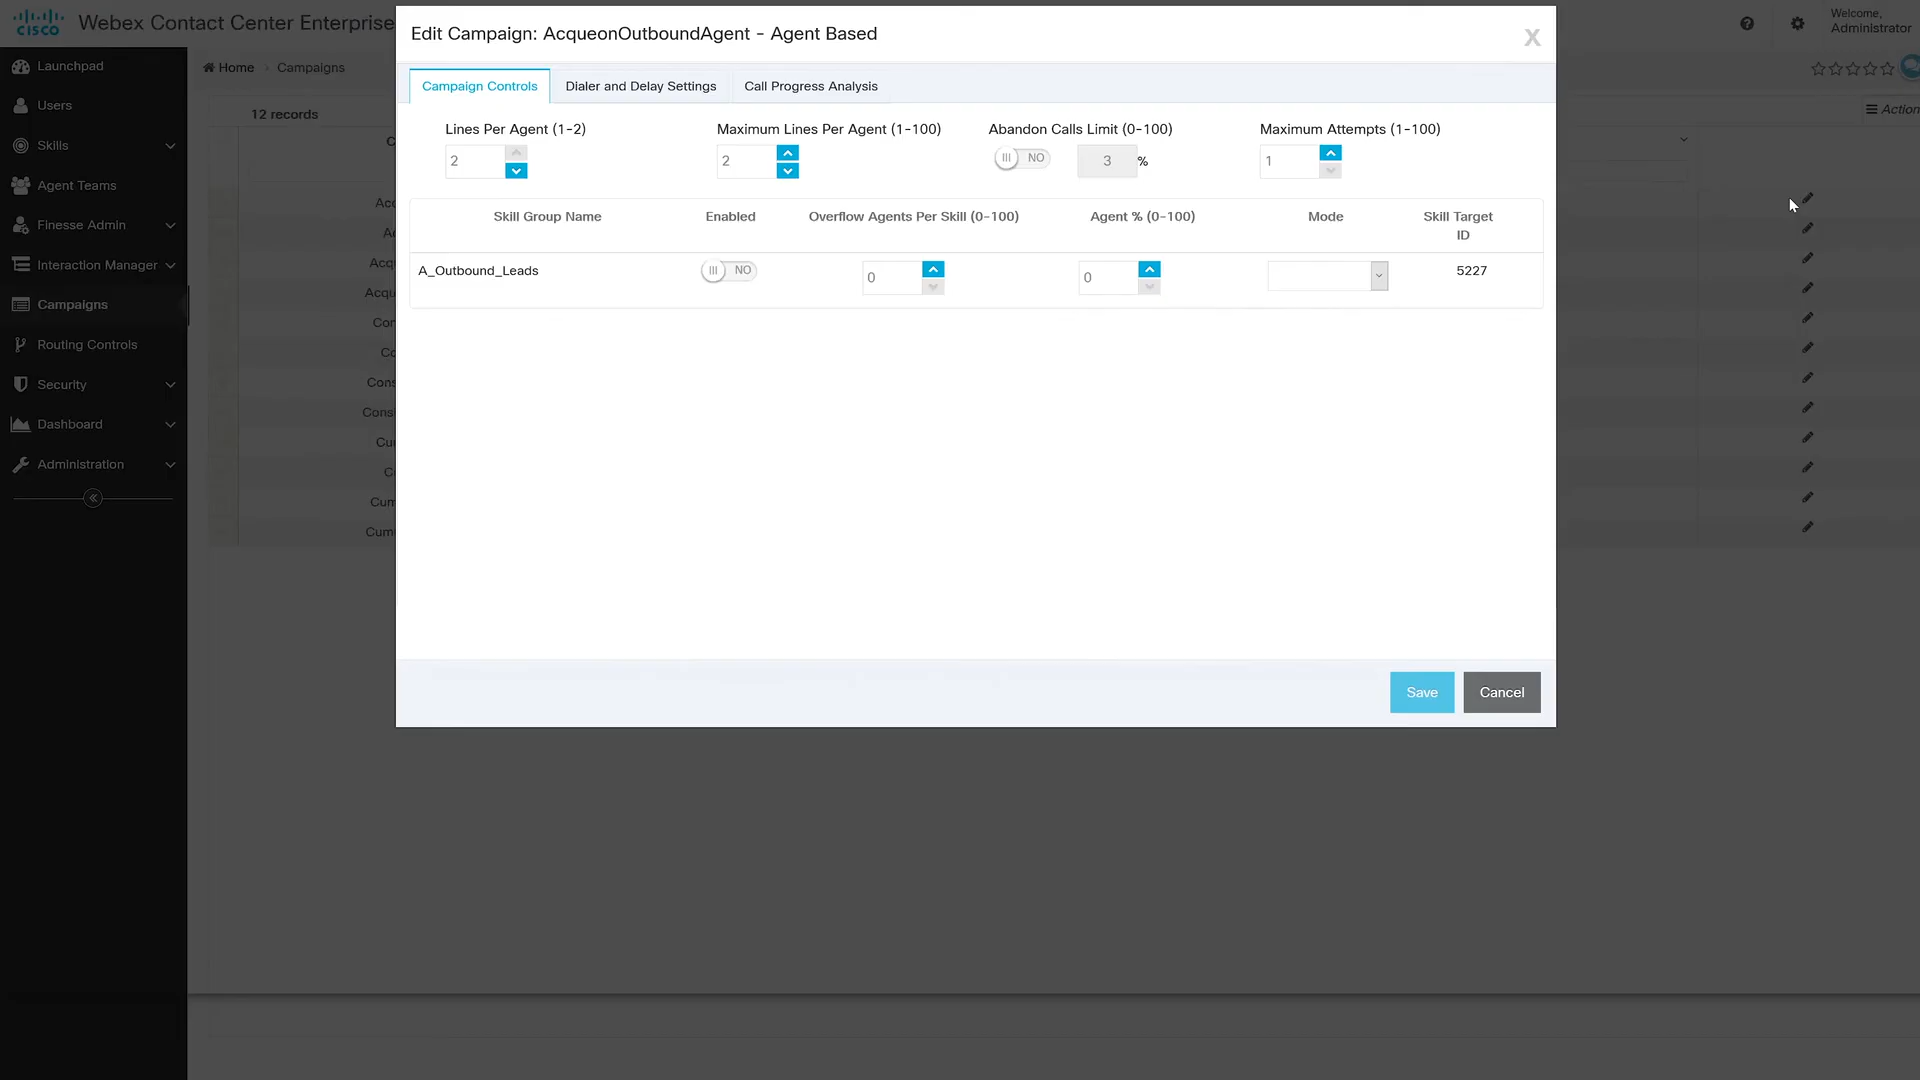 CISCO
Webex Contact Center Enterprise
Welcome,
Administrator
Launchpad
Users
Skills
Agent Teams
Finesse Admin
Interaction Manager
Campaigns
Routing Controls
Security
Dashboard
Administration
Home
Campaigns
12 records
Action
Edit Campaign: AcqueonOutboundAgent - Agent Based
X
Campaign Controls
Dialer and Delay Settings
Call Progress Analysis
Lines Per Agent (1-2)
Maximum Lines Per Agent (1-100)
Abandon Calls Limit (0-100)
Maximum Attempts (1-100)
2
2
NO
3
%
1
Skill Group Name
Enabled
Overflow Agents Per Skill (0-100)
Agent % (0-100)
Mode
Skill Target
ID
A_Outbound_Leads
NO
0
0
5227
Save
Cancel